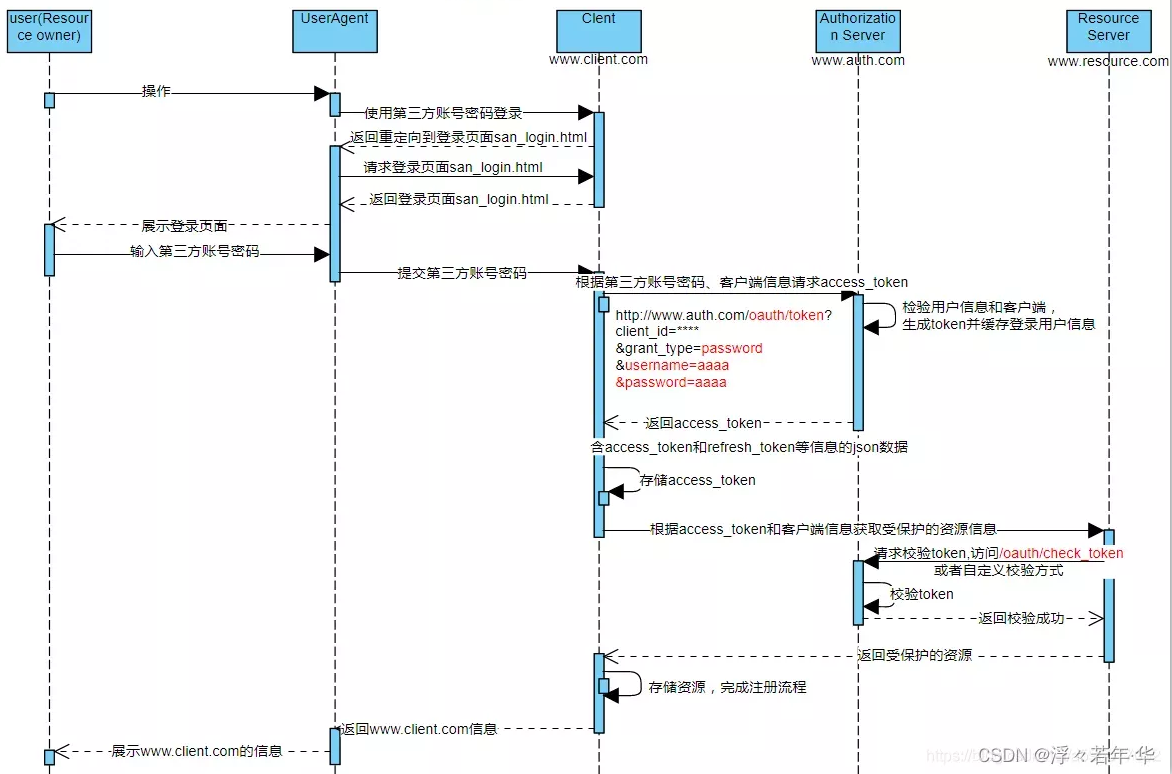 user(Resour
ce owner)
UserAgent
Client
www.client.com
Authorizatio
n Server
www.auth.com
Resource
Server
www.resource.com
操作
使用第三方账号密码登录
返回重定向到登录页面san_login.html
请求登录页面san_login.html
返回登录页面san_login.html
展示登录页面
输入第三方账号密码
提交第三方账号密码
根据第三方账号密码、客户端信息请求access_token
http://www.auth.com/oauth/token?
client_id=****
&grant_type=password
&username=aaaa
&password=aaaa
检验用户信息和客户端，
生成token并缓存登录用户信息
返回access_token
含access_token和refresh_token等信息的json数据
存储access_token
根据access_token和客户端信息获取受保护的资源信息
请求校验token,访问/oauth/check_token
或者自定义校验方式
校验token
返回校验成功
返回受保护的资源
存储资源，完成注册流程
返回www.client.com信息
展示www.client.com的信息
CSDN @浮々若年·华